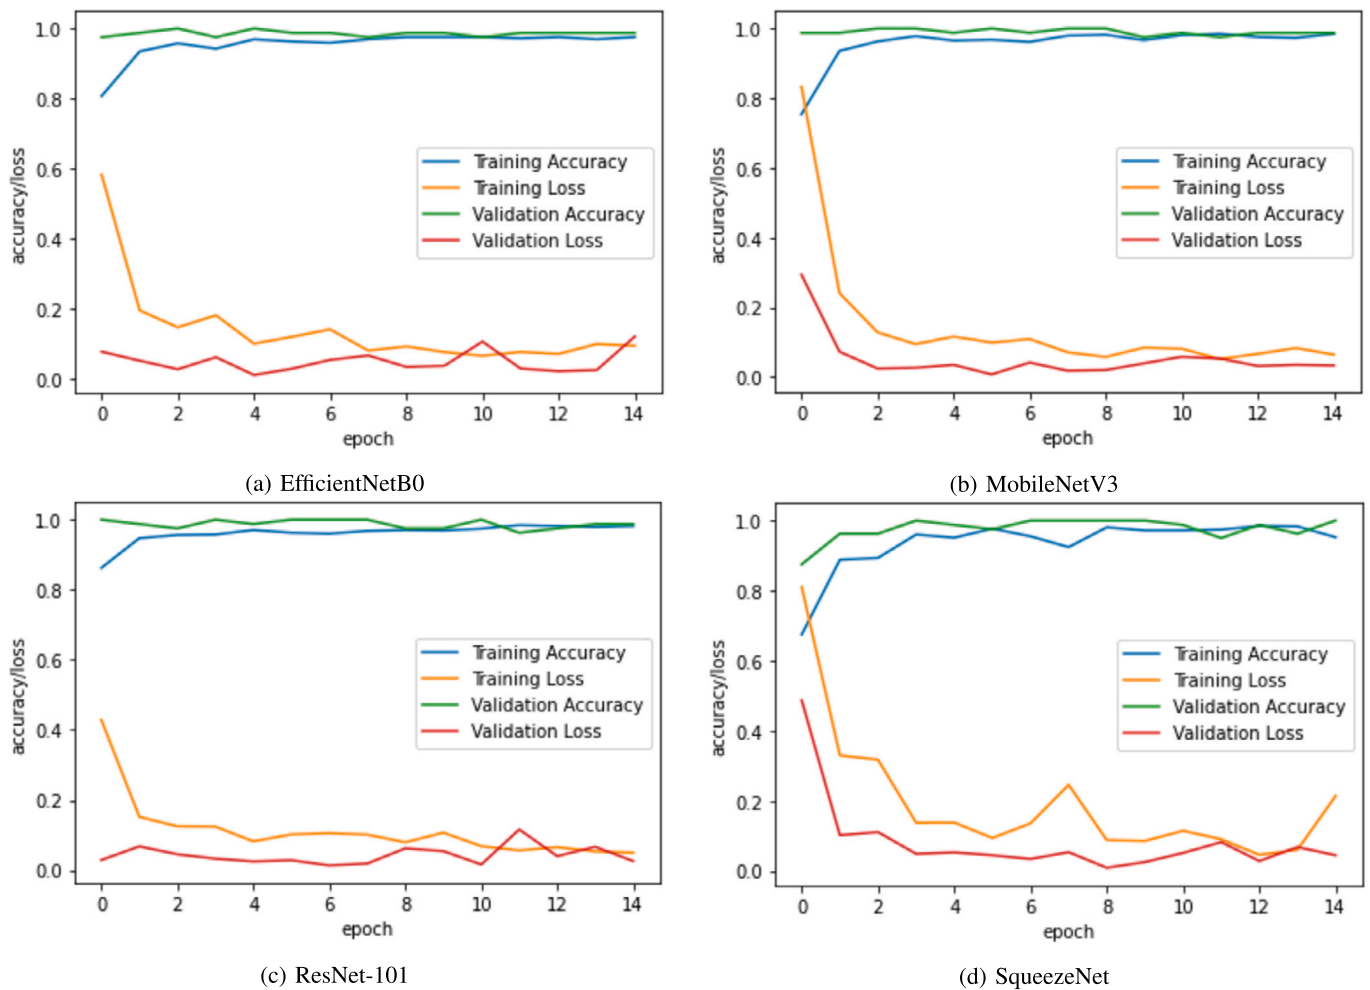 1.0
0.8
0.6
0.4
0.2
0.0
accuracy/loss
Training Accuracy
Training Loss
Validation Accuracy
Validation Loss
0 2 4 6 8 10 12 14
epoch
(a) EfficientNetB0
1.0
0.8
0.6
0.4
0.2
0.0
accuracy/loss
Training Accuracy
Training Loss
Validation Accuracy
Validation Loss
0 2 4 6 8 10 12 14
epoch
(b) MobileNetV3
1.0
0.8
0.6
0.4
0.2
0.0
accuracy/loss
Training Accuracy
Training Loss
Validation Accuracy
Validation Loss
0 2 4 6 8 10 12 14
epoch
(c) ResNet-101
1.0
0.8
0.6
0.4
0.2
0.0
accuracy/loss
Training Accuracy
Training Loss
Validation Accuracy
Validation Loss
0 2 4 6 8 10 12 14
epoch
(d) SqueezeNet